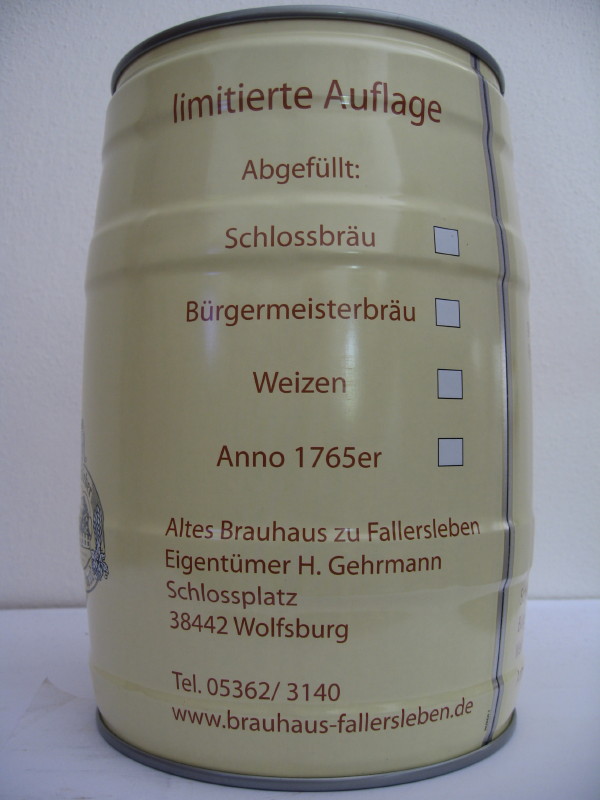 limitierte Auflage
Abgefüllt:
Schlossbräu
Bürgermeisterbräu
Weizen
Anno 1765er
Altes Brauhaus zu Fallersleben
Eigentümer H. Gehrmann
Schlossplatz
38442 Wolfsburg
Tel. 05362/ 3140
www.brauhaus-fallersleben.de